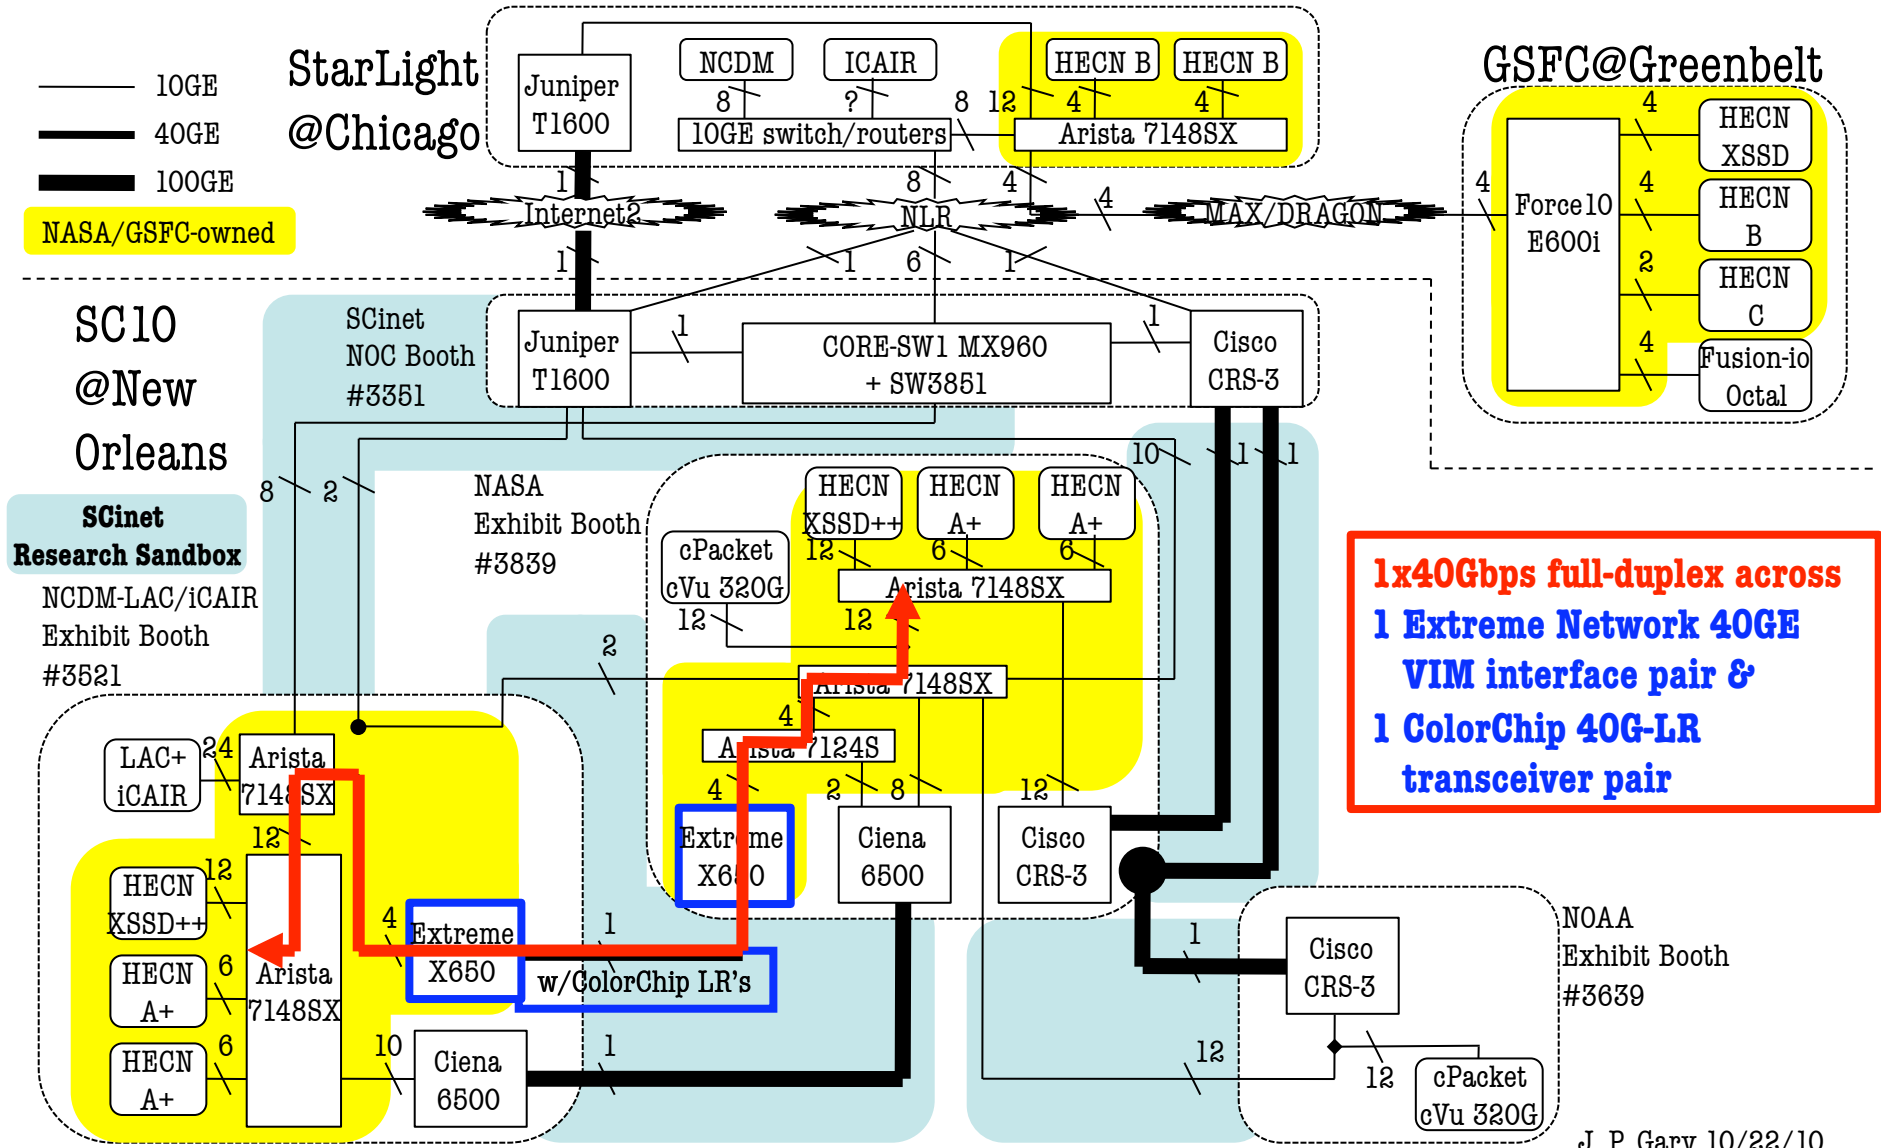 10GE
40GE
100GE
NASA/GSFC-owned
StarLight
@Chicago
Juniper
T1600
NCDM
ICAIR
HECN B
HECN B
8
?
8
12
4
4
10GE switch/routers
Arista 7148SX
1
8
4
Internet2
NLR
4
MAX/DRAGON
4
1
1
6
1
GSFC@Greenbelt
Force10
E600i
4
HECN
XSSD
4
HECN
B
2
HECN
C
4
Fusion-io
Octal
SC10
@New
Orleans
SCinet
NOC Booth
#3351
Juniper
T1600
1
CORE-SW1 MX960
+ SW3851
1
Cisco
CRS-3
8
2
10
1
1
SCinet
Research Sandbox
NCDM-LAC/iCAIR
Exhibit Booth
#3521
NASA
Exhibit Booth
#3839
HECN
XSSD++
HECN
A+
HECN
A+
cPacket
cVu 320G
12
6
6
Arista 7148SX
12
12
2
Arista 7148SX
4
Arista 7124S
4
2
8
12
Extreme
X650
Ciena
6500
Cisco
CRS-3
1x40Gbps full-duplex across
1 Extreme Network 40GE
VIM interface pair &
1 ColorChip 40G-LR
transceiver pair
LAC+
iCAIR
24
Arista
7148SX
12
HECN
XSSD++
12
HECN
A+
6
HECN
A+
6
Arista
7148SX
4
Extreme
X650
1
w/ColorChip LR's
10
Ciena
6500
1
NOAA
Exhibit Booth
#3639
1
Cisco
CRS-3
12
12
cPacket
cVu 320G
J. P. Gary 10/22/10